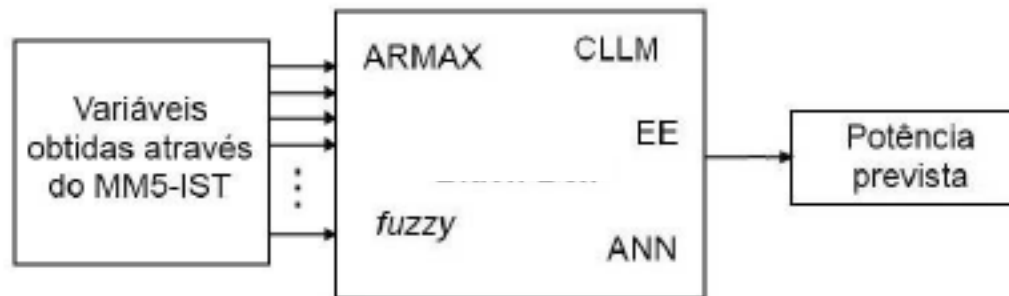 Variáveis
obtidas através
do MM5-IST
ARMAX
CLLM
EE
fuzzy
ANN
Potência
prevista